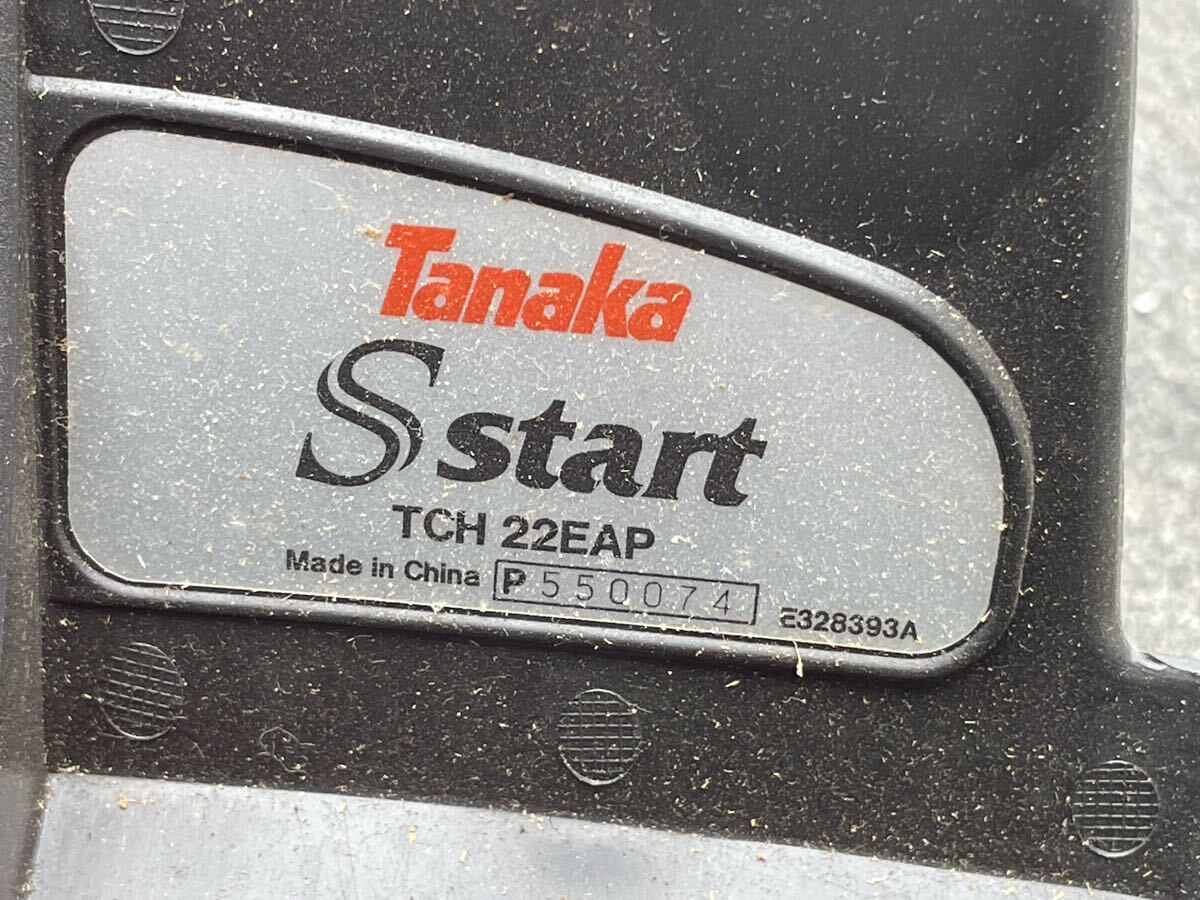 Tanaka
S start
TCH 22EAP
Made in China P550074 E328393A